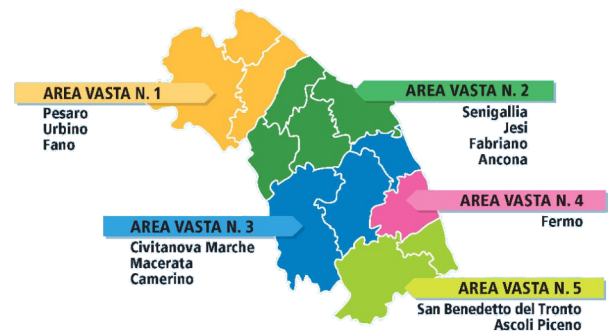 AREA VASTA N. 1
Pesaro
Urbino
Fano
AREA VASTA N. 2
Senigallia
Jesi
Fabriano
Ancona
AREA VASTA N. 3
Civitanova Marche
Macerata
Camerino
AREA VASTA N. 4
Fermo
AREA VASTA N. 5
San Benedetto del Tronto
Ascoli Piceno